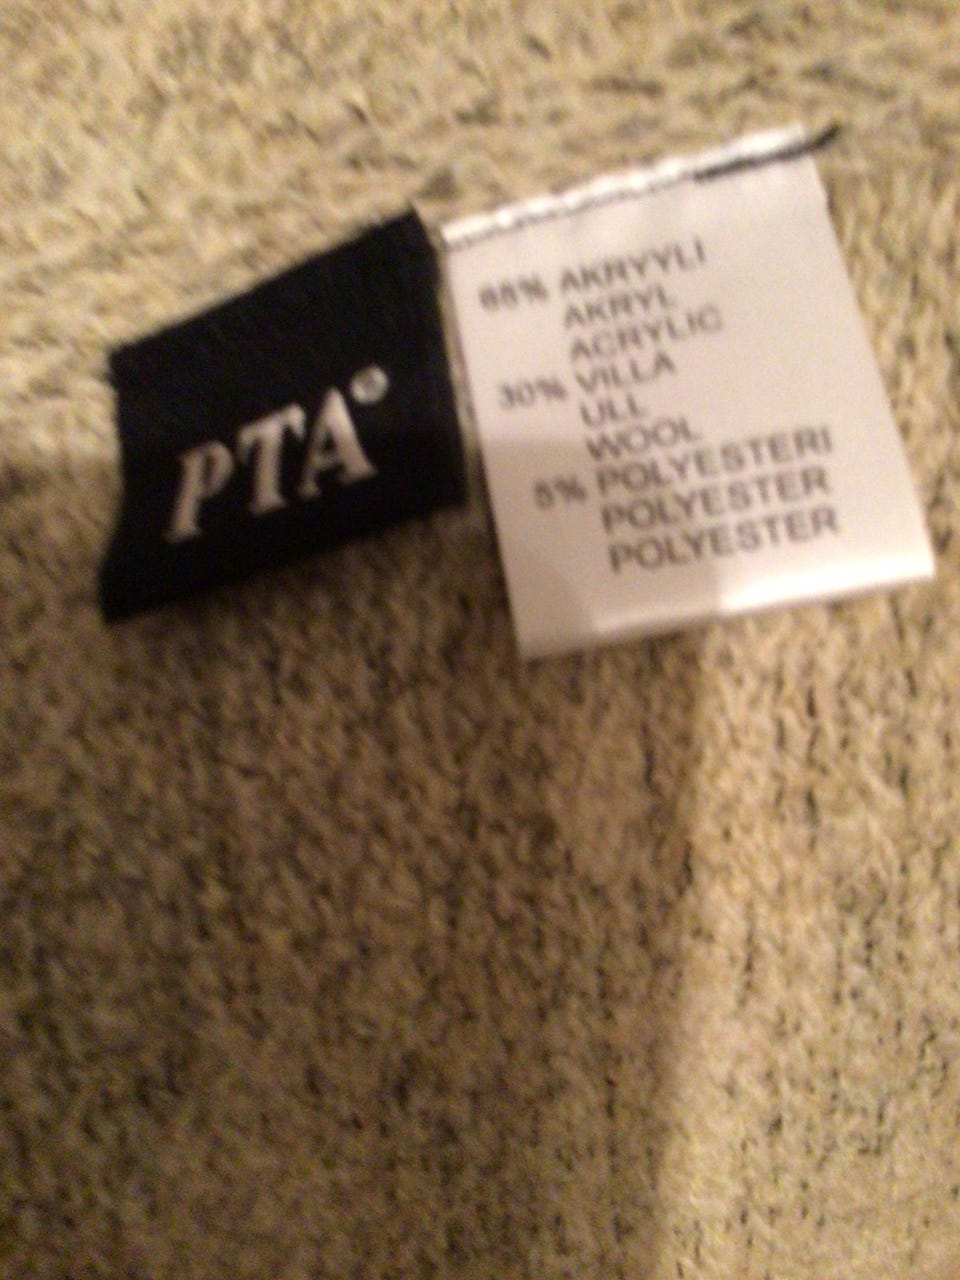 PTA®
65% AKRYYLI
AKRYL
ACRYLIC
30% VILLA
ULL
WOOL
5% POLYESTERI
POLYESTER
POLYESTER